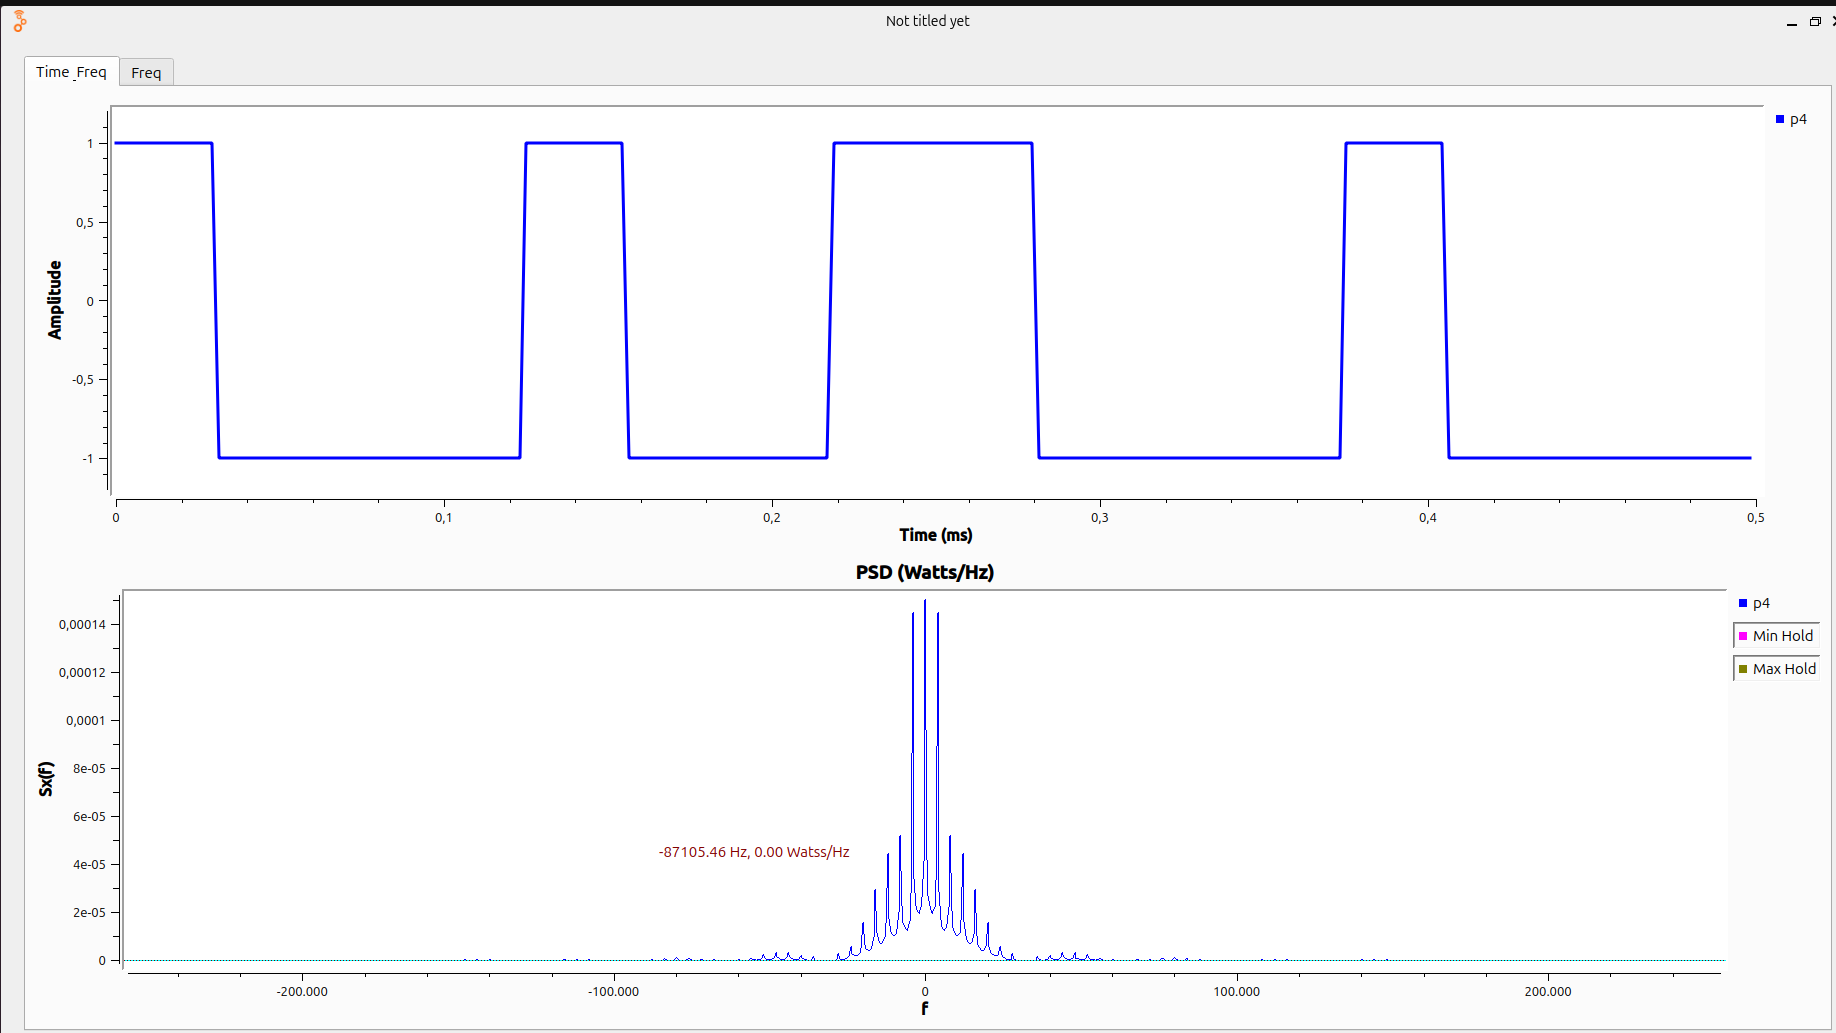 Not titled yet
Time_Freq
Freq
1
0,5
0
-0,5
-1
Amplitude
p4
0
0,1
0,2
0,3
0,4
0,5
Time (ms)
PSD (Watts/Hz)
0,00014
0,00012
0,0001
8e-05
6e-05
4e-05
2e-05
0
Sx(f)
p4
Min Hold
Max Hold
-87105.46 Hz, 0.00 Watss/Hz
-200.000
-100.000
0
100.000
200.000
f